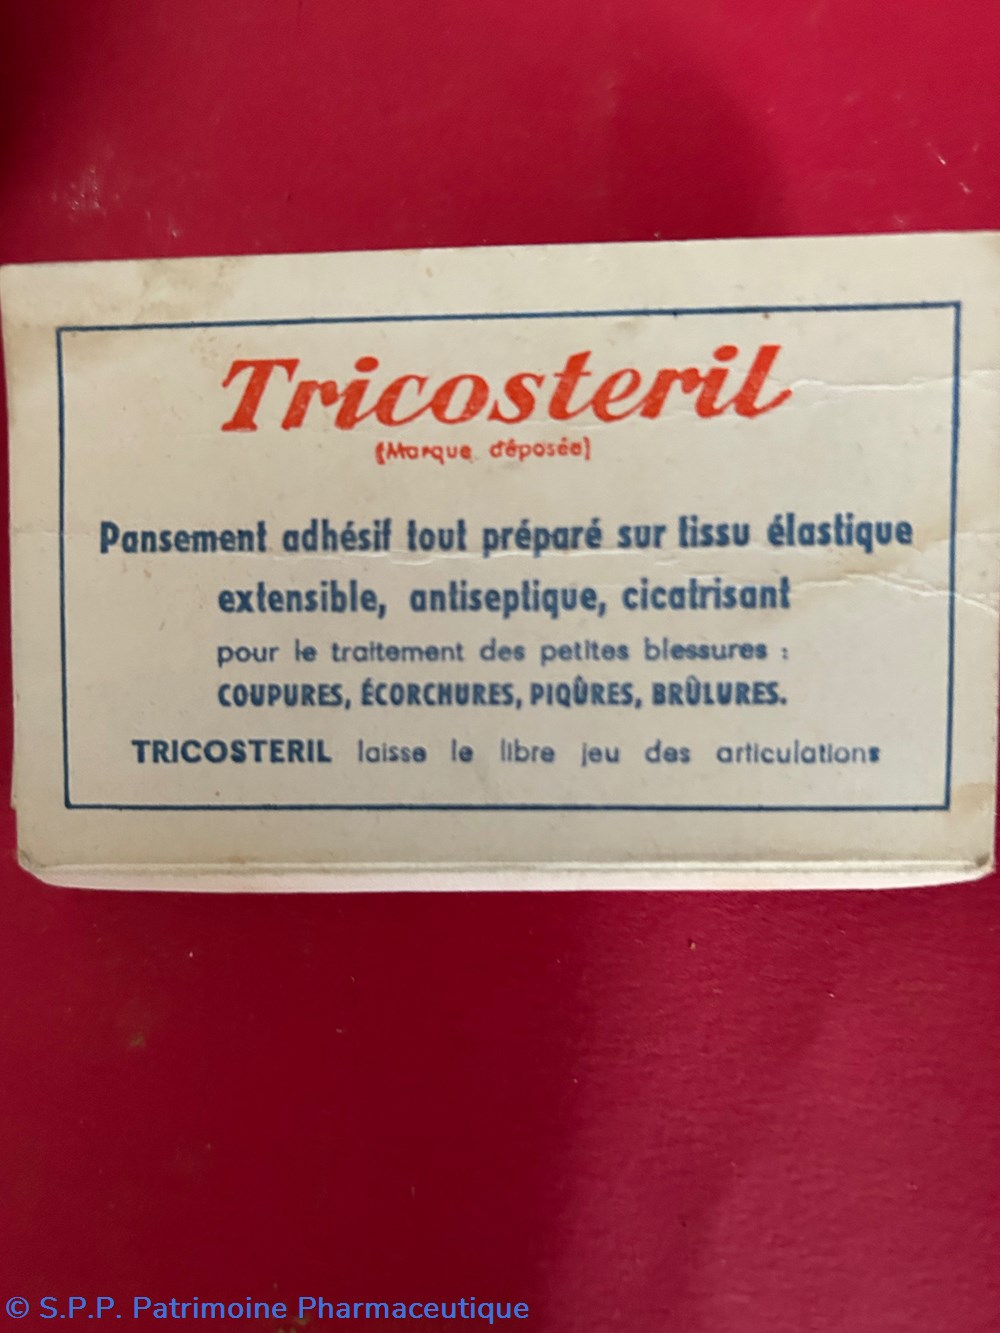 Tricosteril
(Marque déposée)
Pansement adhésif tout préparé sur tissu élastique
extensible, antiseptique, cicatrisant
pour le traitement des petites blessures :
COUPURES, ÉCORCHURES, PIQÛRES, BRÛLURES.
TRICOSTERIL laisse le libre jeu des articulations
© S.P.P. Patrimoine Pharmaceutique